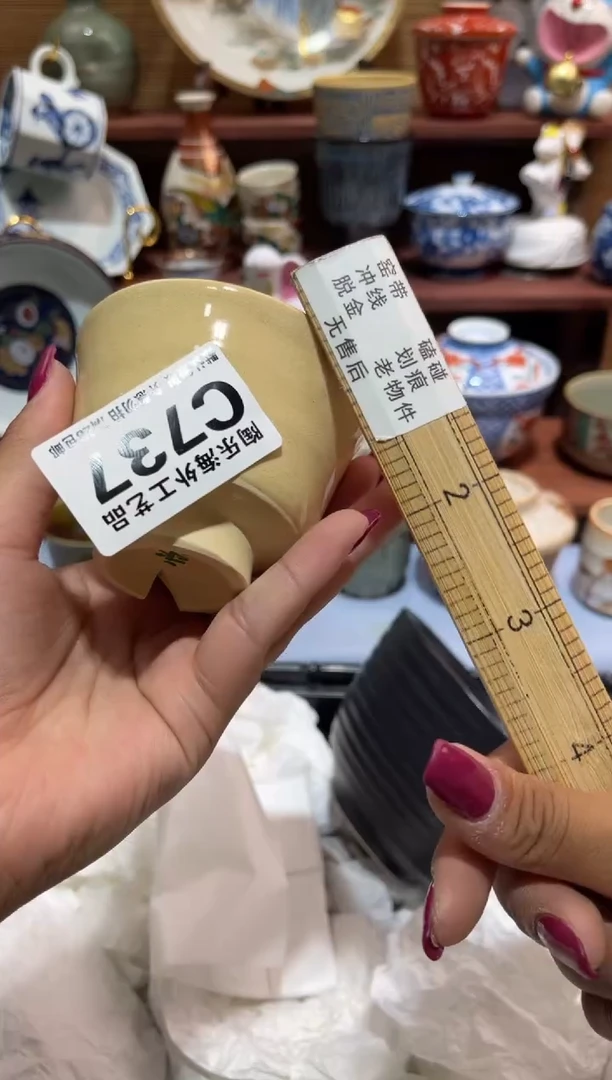 陶乐海外工艺品
C737
窑带 磕碰
冲线 划痕
脱金 老物件
无售后
2
3
4